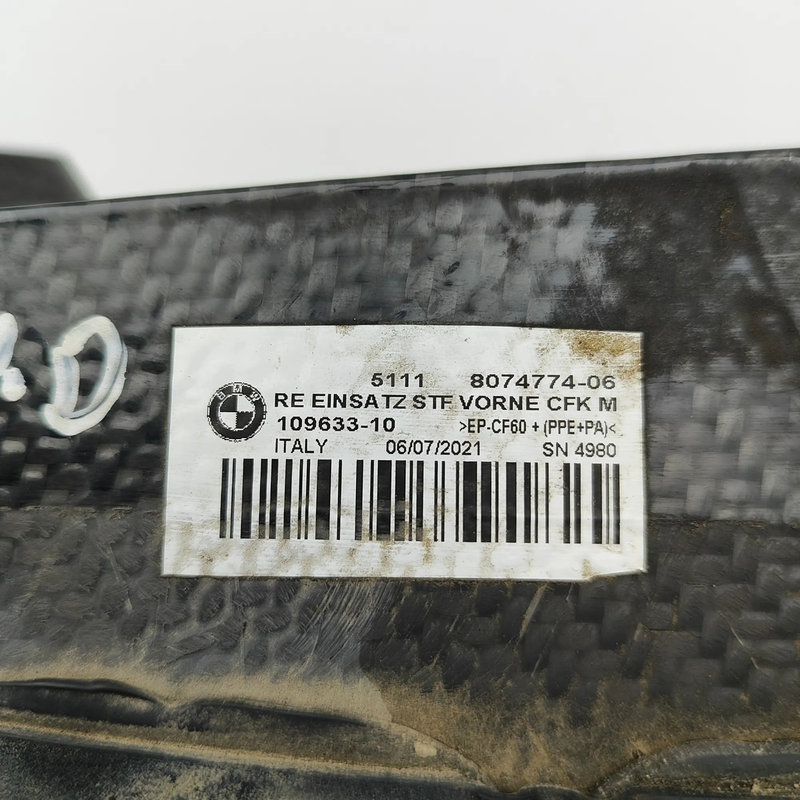 5111 8074774-06
BMW
RE EINSATZ STF VORNE CFK M
109633-10 >EP-CF60 + (PPE+PA)<
ITALY 06/07/2021 SN 4980